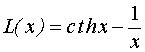 L(x) = cthx - 1/x